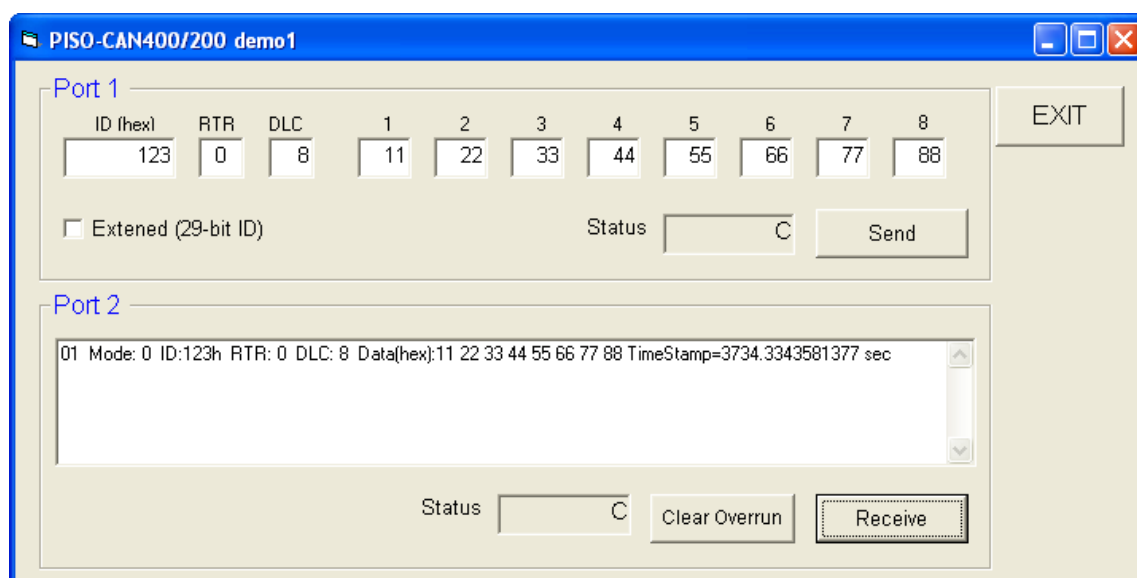 PISO-CAN400/200 demo1
Port 1
ID (hex) RTR DLC 1 2 3 4 5 6 7 8
123 0 8 11 22 33 44 55 66 77 88
EXIT
Extened (29-bit ID) Status C Send
Port 2
01 Mode: 0 ID:123h RTR: 0 DLC: 8 Data(hex):11 22 33 44 55 66 77 88 TimeStamp=3734.3343581377 sec
Status C Clear Overrun Receive